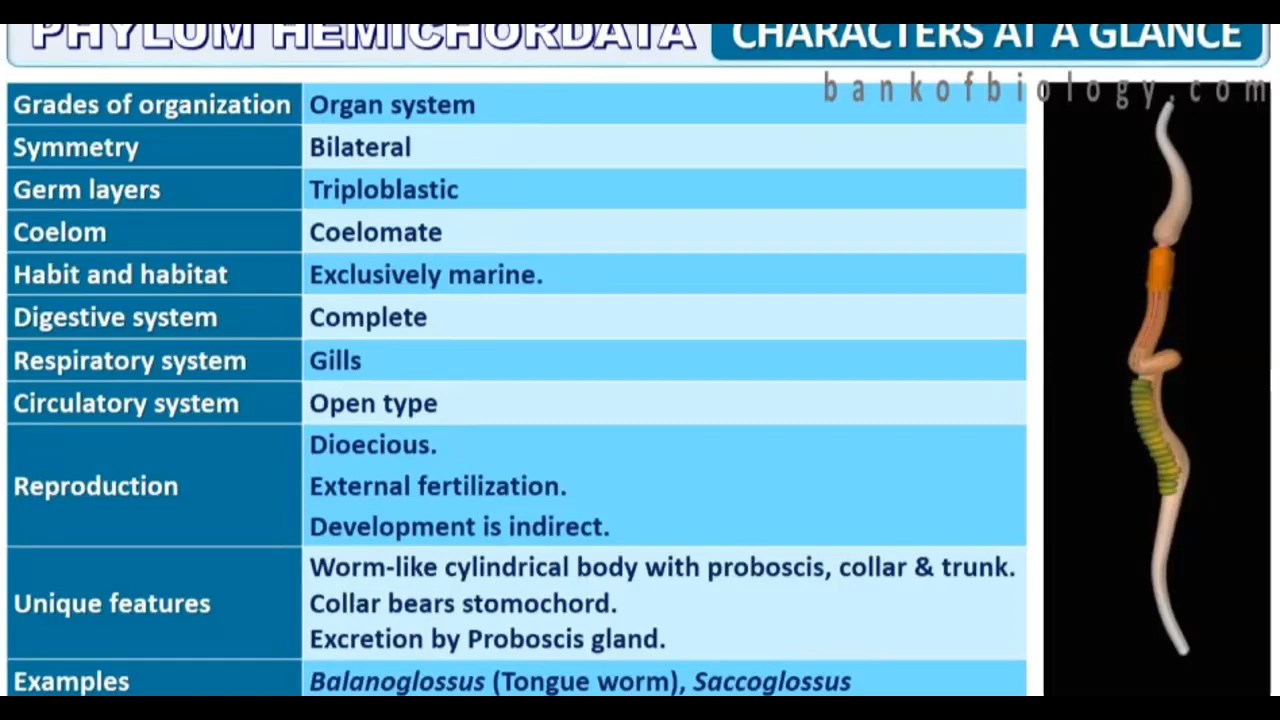 PHYLUM HEMICHORDATA CHARACTERS AT A GLANCE
bankofbiology.com
Grades of organization Organ system
Symmetry Bilateral
Germ layers Triploblastic
Coelom Coelomate
Habit and habitat Exclusively marine.
Digestive system Complete
Respiratory system Gills
Circulatory system Open type
Reproduction Dioecious.
External fertilization.
Development is indirect.
Unique features Worm-like cylindrical body with proboscis, collar & trunk.
Collar bears stomochord.
Excretion by Proboscis gland.
Examples Balanoglossus (Tongue worm), Saccoglossus